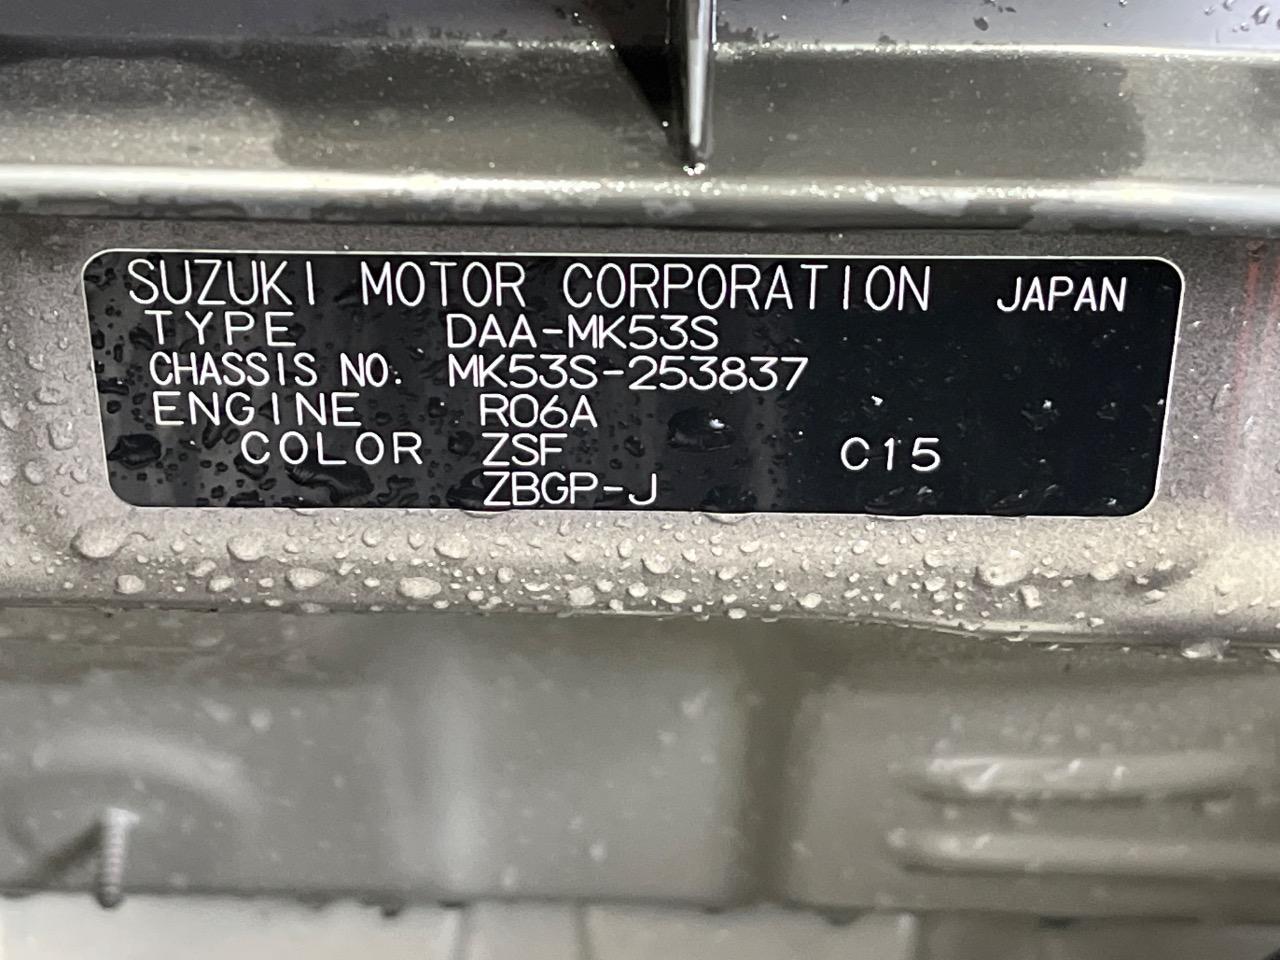 SUZUKI MOTOR CORPORATION JAPAN
TYPE DAA-MK53S
CHASSIS NO. MK53S-253837
ENGINE R06A
COLOR ZSF C15
ZBGP-J